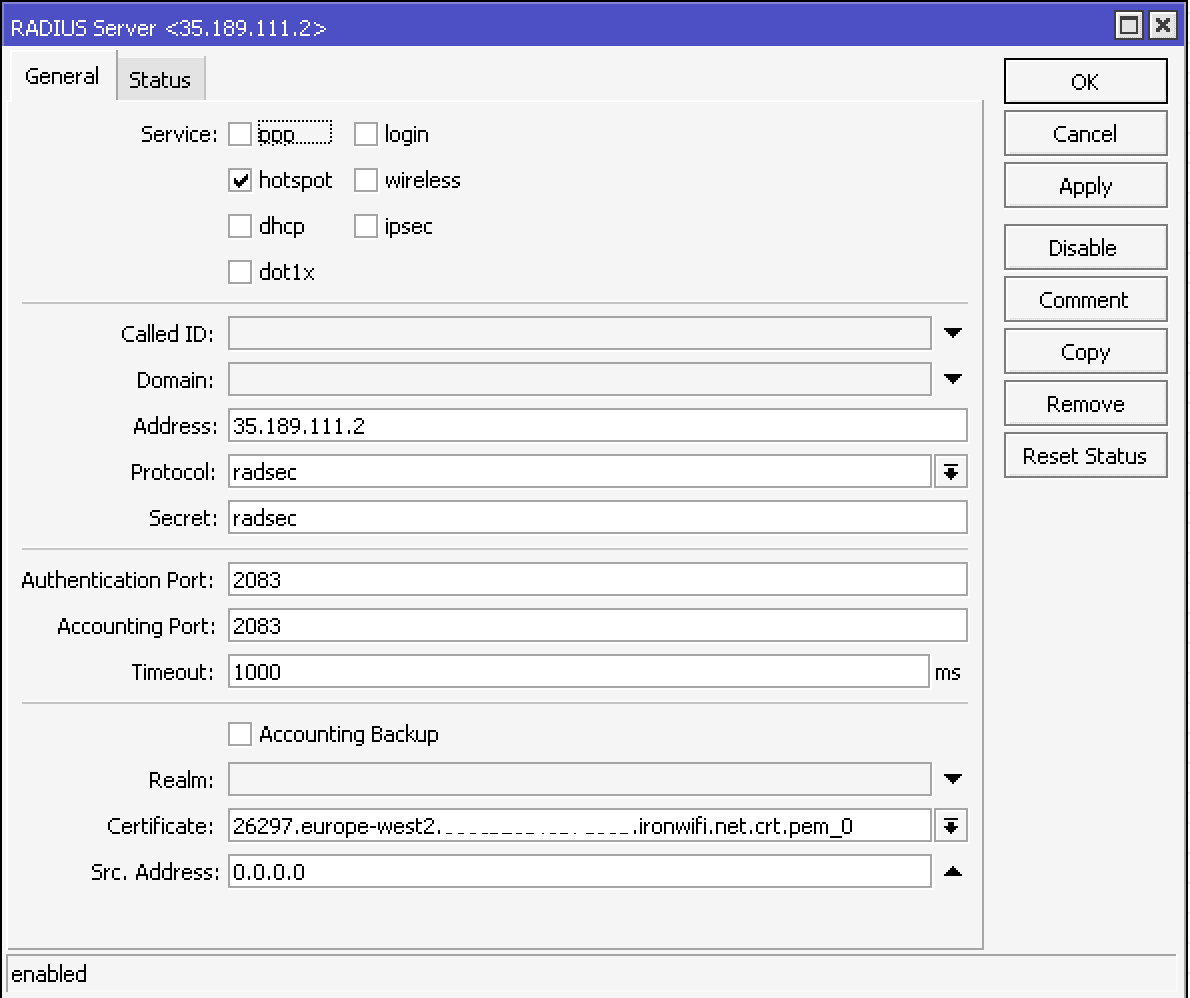 RADIUS Server <35.189.111.2>
General Status
OK
Cancel
Apply
Disable
Comment
Copy
Remove
Reset Status
Service: ppp login
hotspot wireless
dhcp ipsec
dot1x
Called ID:
Domain:
Address: 35.189.111.2
Protocol: radsec
Secret: radsec
Authentication Port: 2083
Accounting Port: 2083
Timeout: 1000 ms
Accounting Backup
Realm:
Certificate: 26297.europe-west2. .ironwifi.net.crt.pem_0
Src. Address: 0.0.0.0
enabled